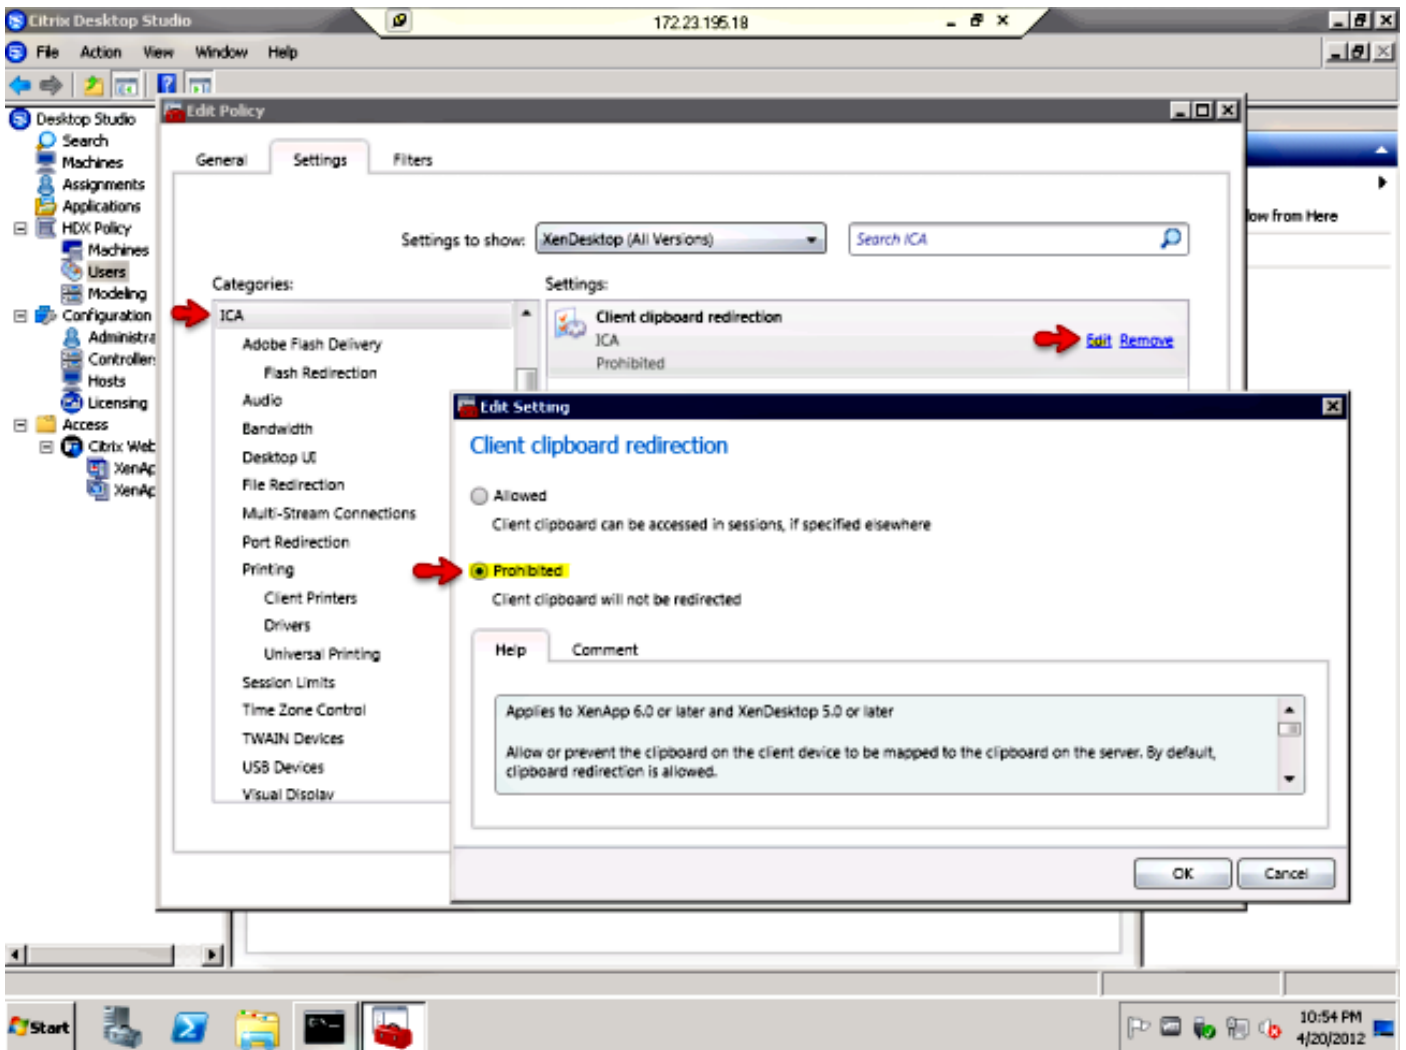 Citrix Desktop Studio
172.23.195.18
File Action View Window Help
Edit Policy
Desktop Studio
Search
Machines
Assignments
Applications
HDX Policy
Machines
Users
Modeling
Configuration
Administra
Controller
Hosts
Licensing
Access
Citrix Web
XenAp
XenAp
General Settings Filters
low from Here
Settings to show: XenDesktop (All Versions) Search ICA
Categories: Settings:
ICA
Adobe Flash Delivery
Flash Redirection
Audio
Bandwidth
Desktop UI
File Redirection
Multi-Stream Connections
Port Redirection
Printing
Client Printers
Drivers
Universal Printing
Session Limits
Time Zone Control
TWAIN Devices
USB Devices
Visual Display
Client clipboard redirection
ICA
Edit Remove
Prohibited
Edit Setting
Client clipboard redirection
Allowed
Client clipboard can be accessed in sessions, if specified elsewhere
Prohibited
Client clipboard will not be redirected
Help Comment
Applies to XenApp 6.0 or later and XenDesktop 5.0 or later
Allow or prevent the clipboard on the client device to be mapped to the clipboard on the server. By default,
clipboard redirection is allowed.
OK Cancel
Start
10:54 PM
4/20/2012